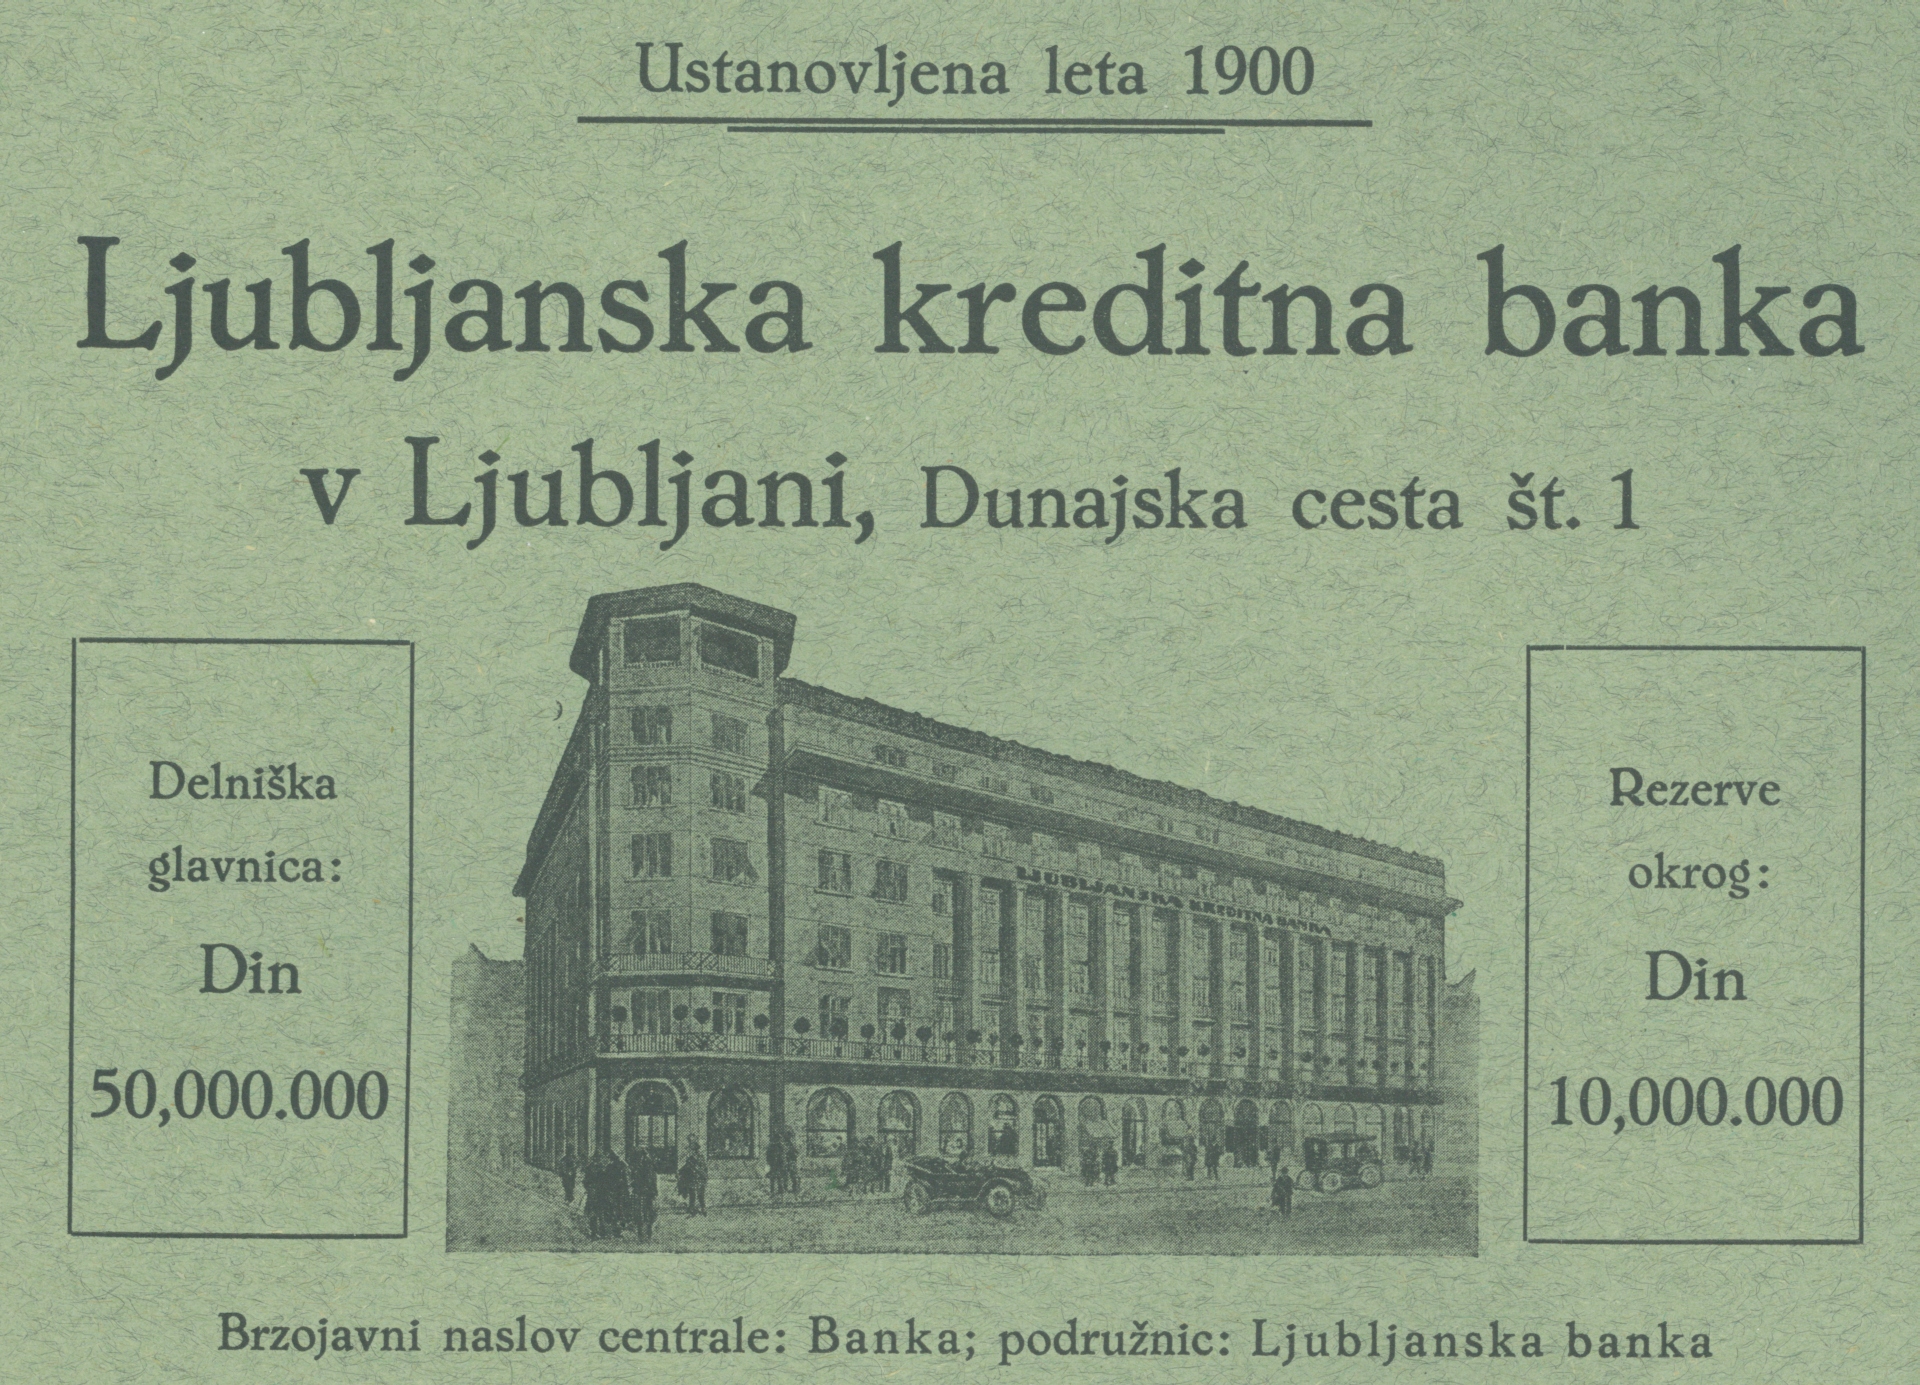 Ustanovljena leta 1900
Ljubljanska kreditna banka
v Ljubljani, Dunajska cesta št. 1
Delniška
glavnica:
Din
50,000.000
LJUBLJANSKA KREDITNA BANKA
Rezerve
okrog:
Din
10,000.000
Brzojavni naslov centrale: Banka; podružnic: Ljubljanska banka